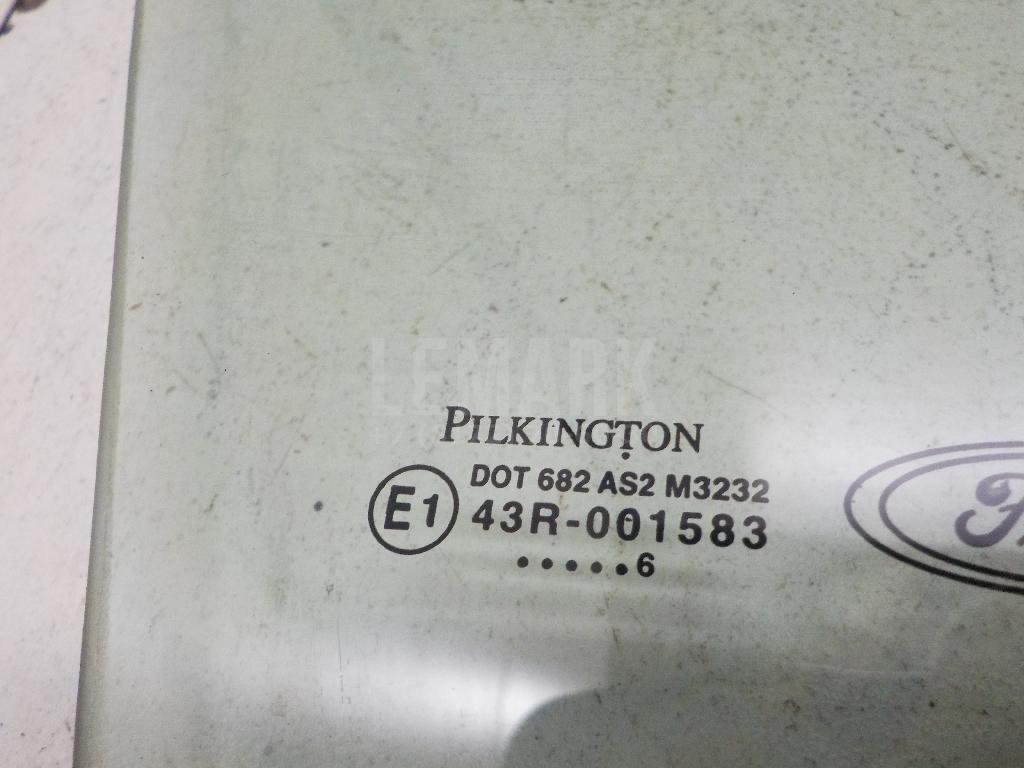 LEMARK
PILKINGTON
DOT 682 AS2 M3232
E1 43R-001583
•••••6